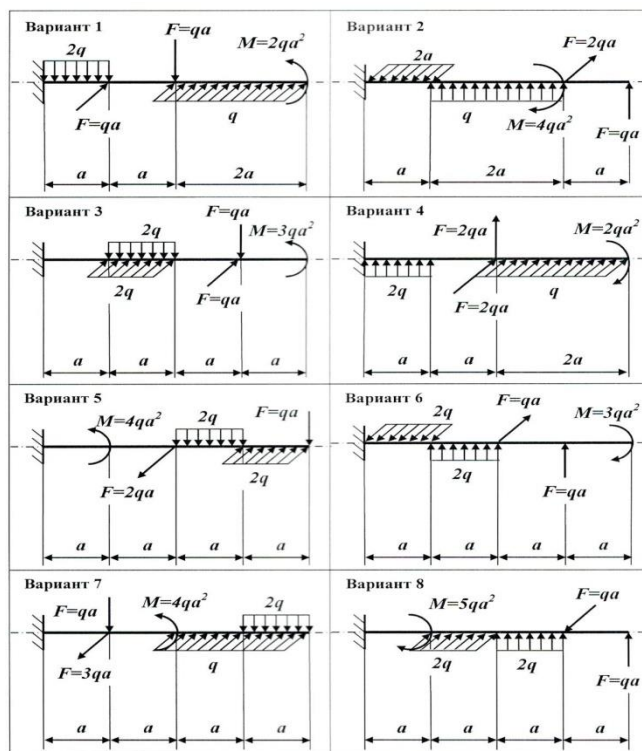 Вариант 1
2q
F=qa
M=2qa²
F=qa
q
a
a
2a
Вариант 2
2a
F=2qa
q
M=4qa²
F=qa
a
2a
a
Вариант 3
F=qa
2q
M=3qa²
2q
F=qa
a
a
a
a
Вариант 4
F=2qa
M=2qa²
2q
q
F=2qa
a
a
2a
Вариант 5
M=4qa²
2q
F=qa
F=2qa
2q
a
a
a
a
Вариант 6
2q
F=qa
M=3qa²
2q
F=qa
a
a
a
a
Вариант 7
F=qa
M=4qa²
2q
F=3qa
q
a
a
a
a
Вариант 8
M=5qa²
F=qa
2q
2q
F=qa
a
a
a
a